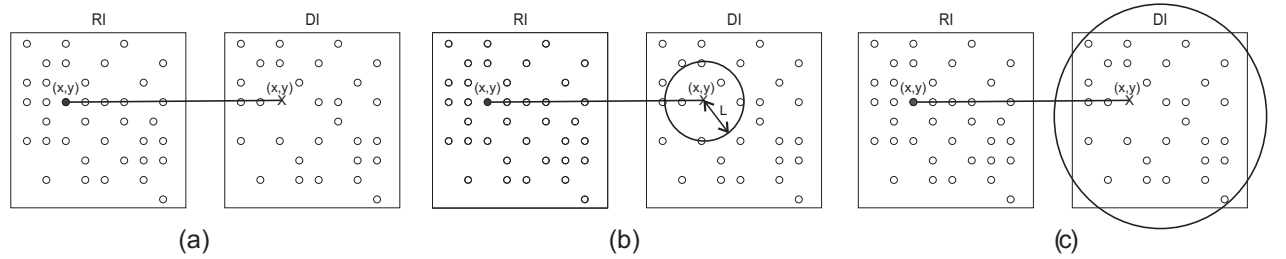 RI DI RI DI RI DI
(x,y) (x,y) (x,y) (x,y) (x,y) (x,y)
L
(a) (b) (c)